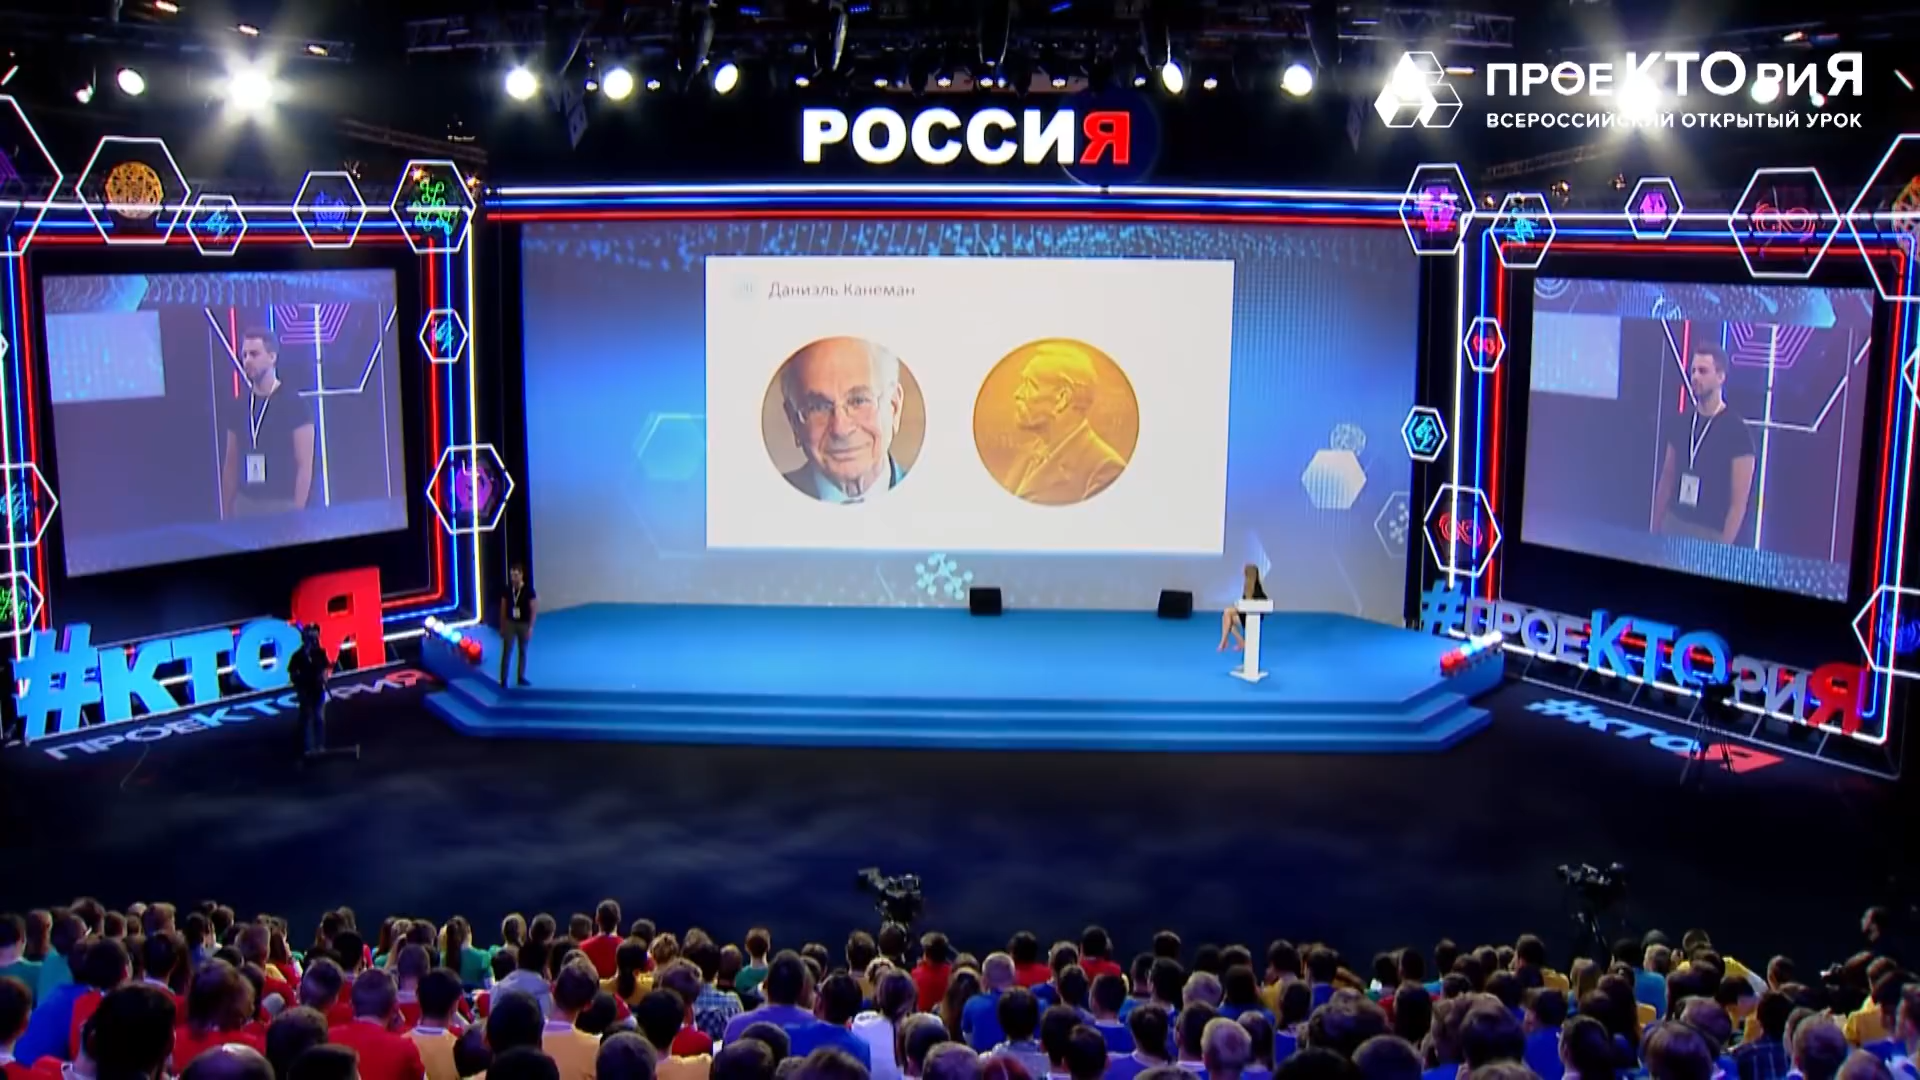 ПРОЕКТОРИЯ
ВСЕРОССИЙСКИЙ ОТКРЫТЫЙ УРОК
РОССИЯ
Даниэль Канеман
#КТОЯ
ПРОЕКТОРИЯ
#ПРОЕКТОРИЯ
#КТОЯ